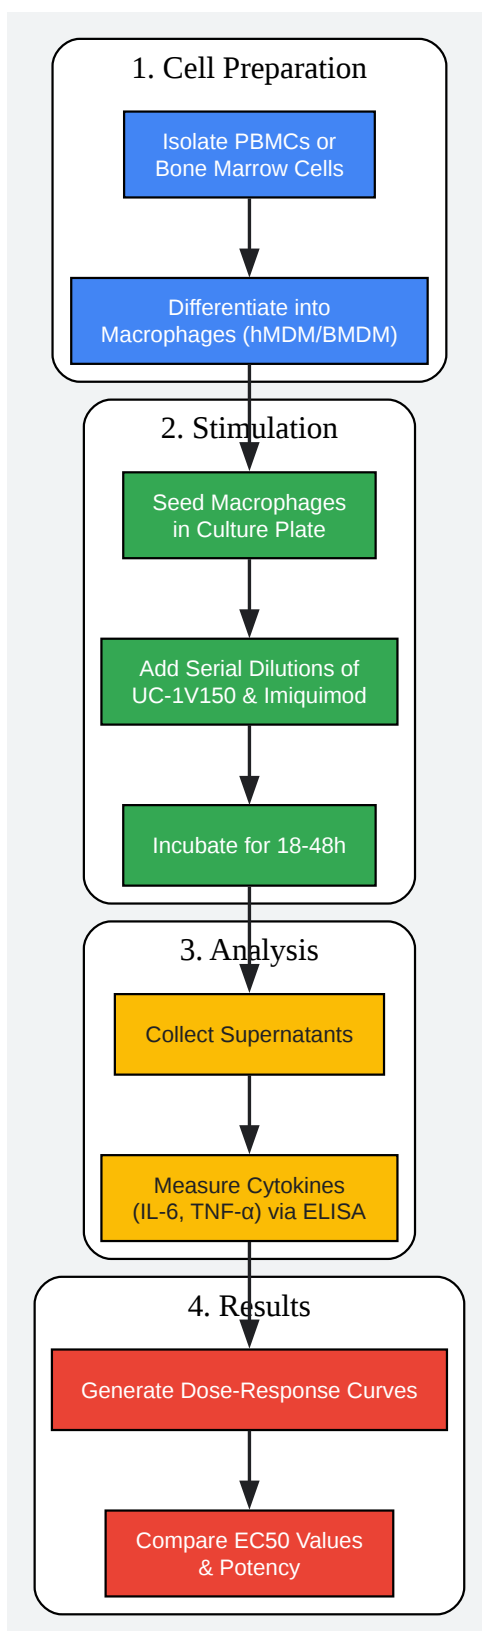 1. Cell Preparation
Isolate PBMCs or
Bone Marrow Cells
Differentiate into
Macrophages (hMDM/BMDM)
2. Stimulation
Seed Macrophages
in Culture Plate
Add Serial Dilutions of
UC-1V150 & Imiquimod
Incubate for 18-48h
3. Analysis
Collect Supernatants
Measure Cytokines
(IL-6, TNF-α) via ELISA
4. Results
Generate Dose-Response Curves
Compare EC50 Values
& Potency